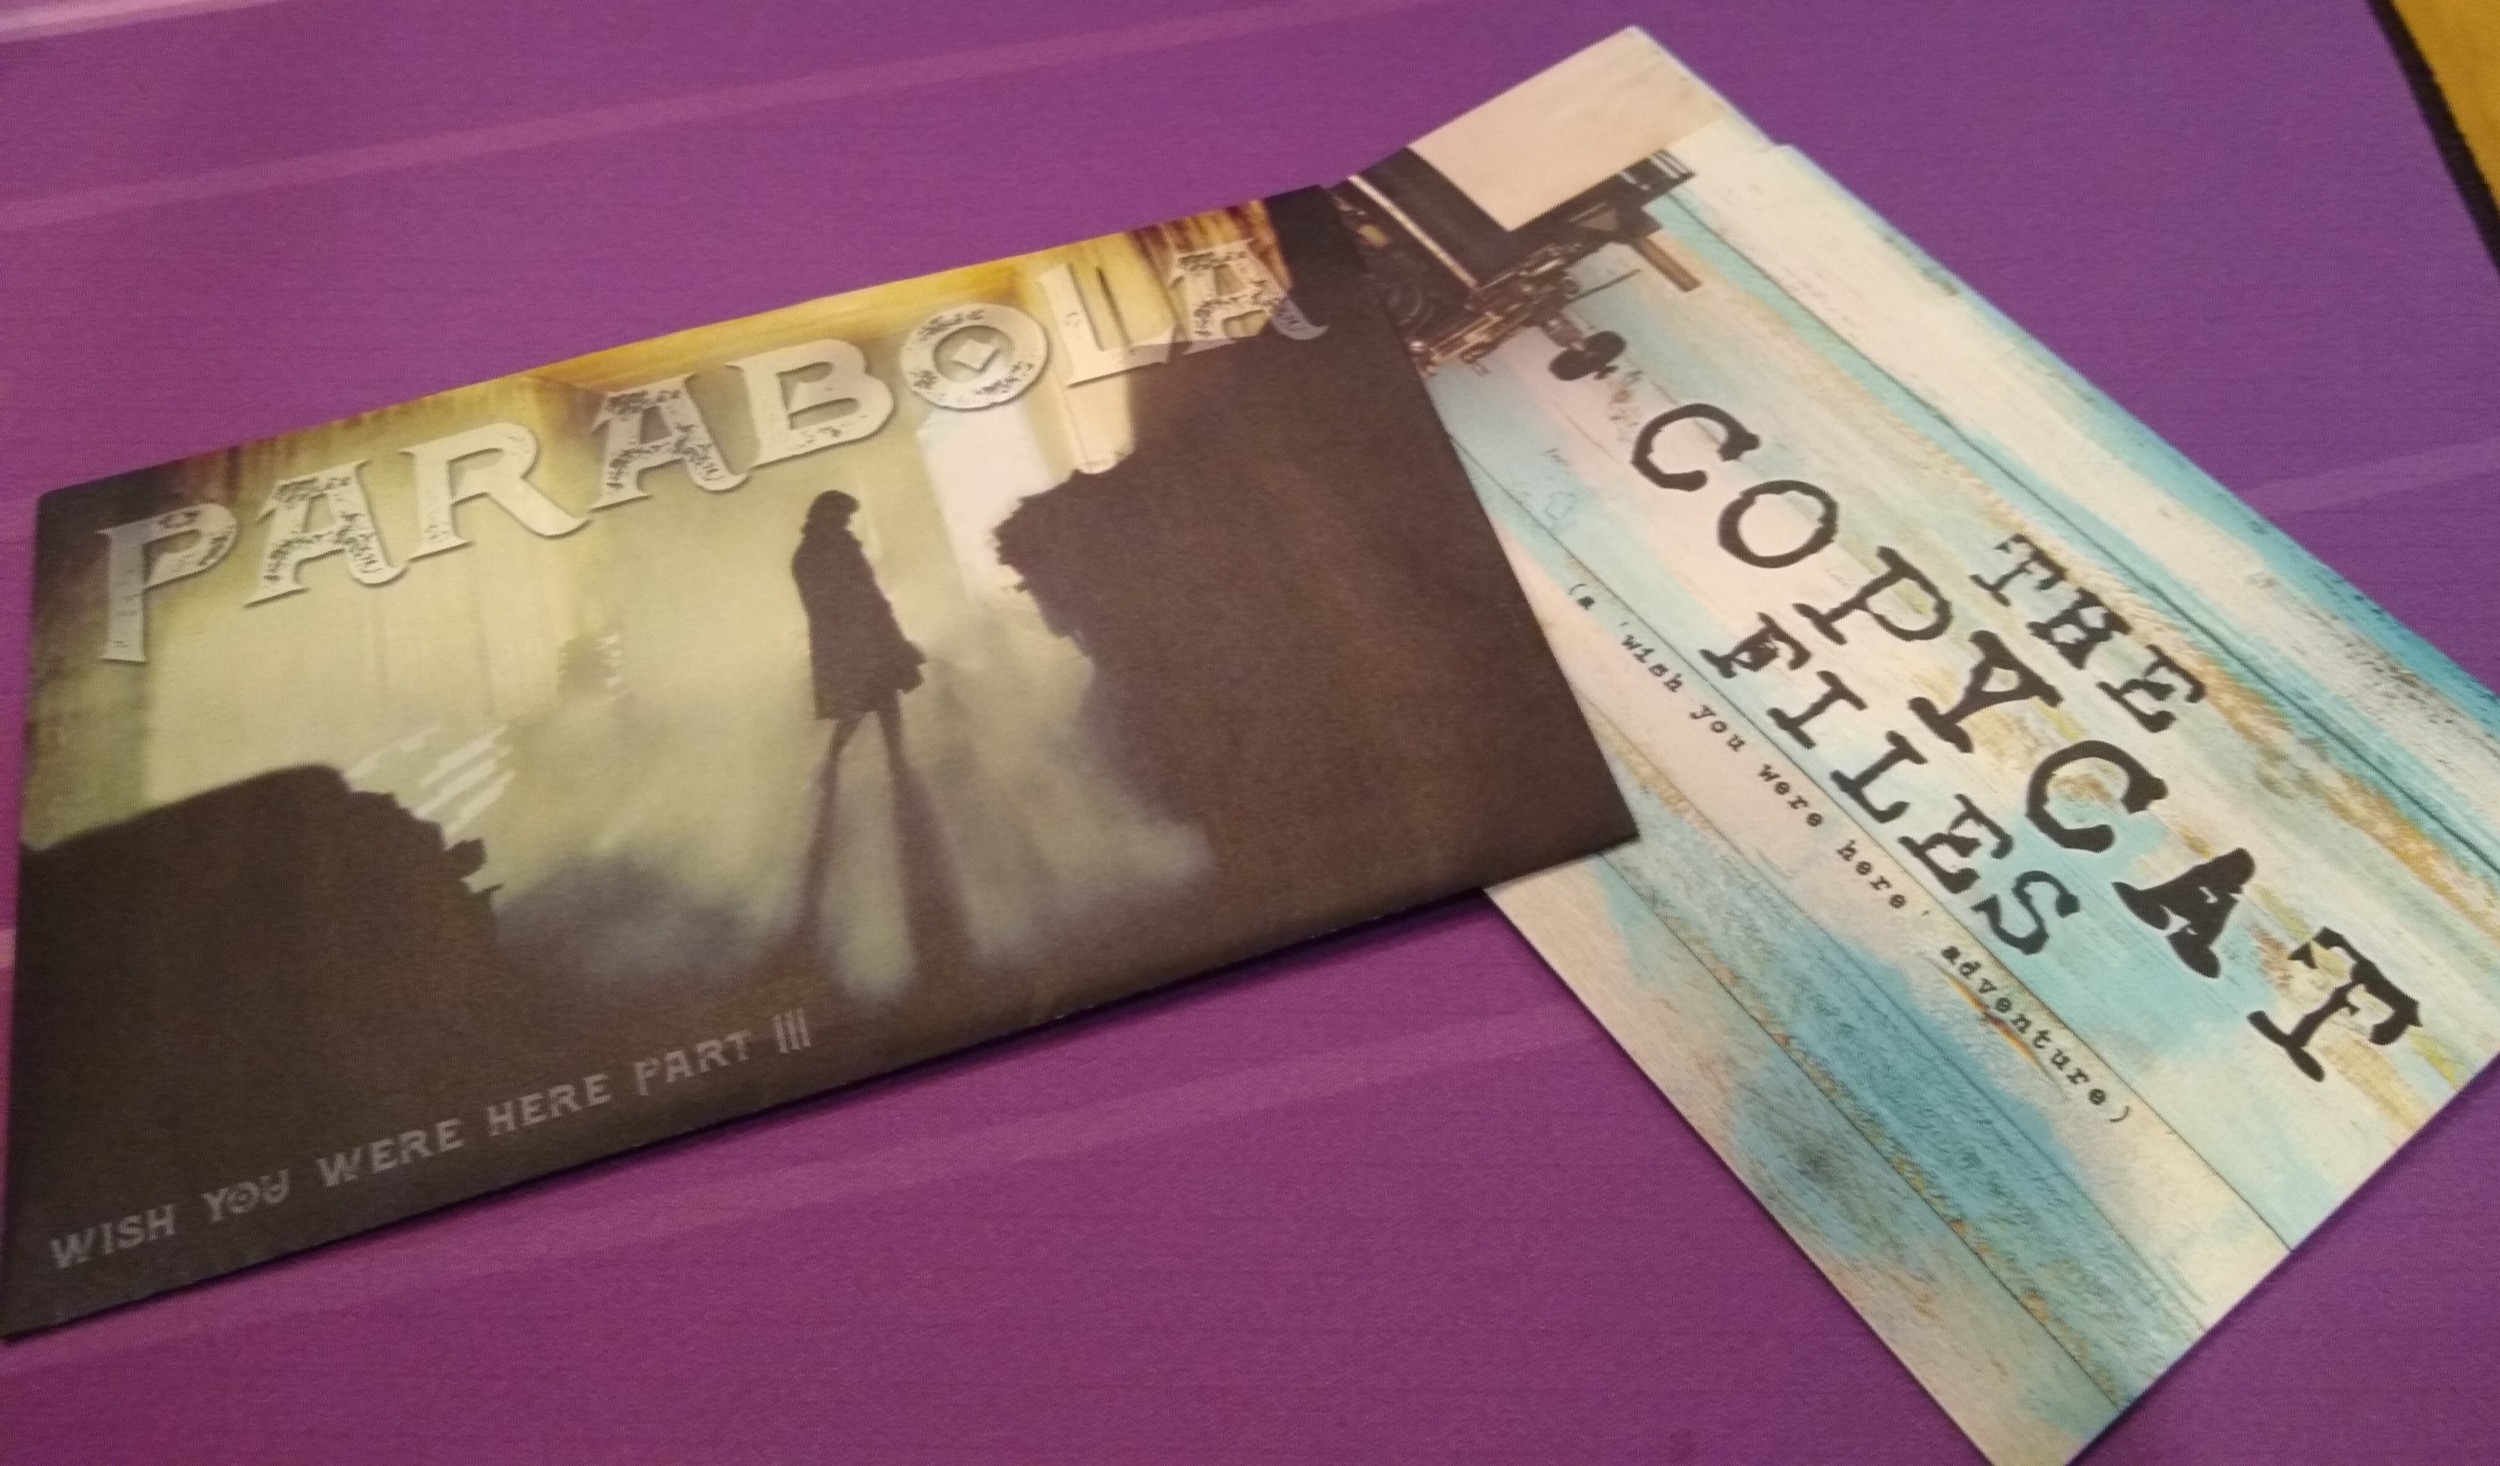 PARABOLA
WISH YOU WERE HERE PART III
THE
COPYCAT
FILES
(a 'wish you were here' adventure)